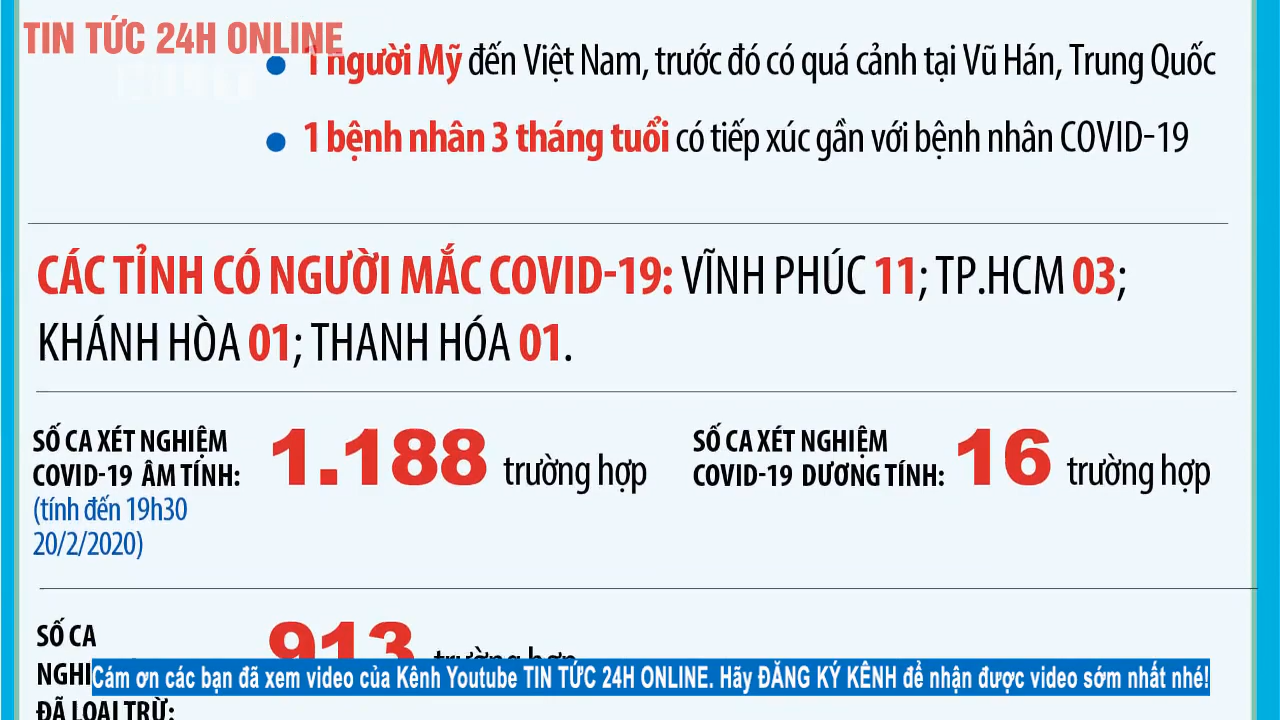 TIN TỨC 24H ONLINE
1 người Mỹ đến Việt Nam, trước đó có quá cảnh tại Vũ Hán, Trung Quốc
1 bệnh nhân 3 tháng tuổi có tiếp xúc gần với bệnh nhân COVID-19
CÁC TỈNH CÓ NGƯỜI MẮC COVID-19: VĨNH PHÚC 11; TP.HCM 03;
KHÁNH HÒA 01; THANH HÓA 01.
SỐ CA XÉT NGHIỆM
COVID-19 ÂM TÍNH: 1.188 trường hợp
(tính đến 19h30
20/2/2020)
SỐ CA XÉT NGHIỆM
COVID-19 DƯƠNG TÍNH: 16 trường hợp
SỐ CA
NGHI
ĐÃ LOẠI TRỪ:
913 trường hợp
Cám ơn các bạn đã xem video của Kênh Youtube TIN TỨC 24H ONLINE. Hãy ĐĂNG KÝ KÊNH để nhận được video sớm nhất nhé!